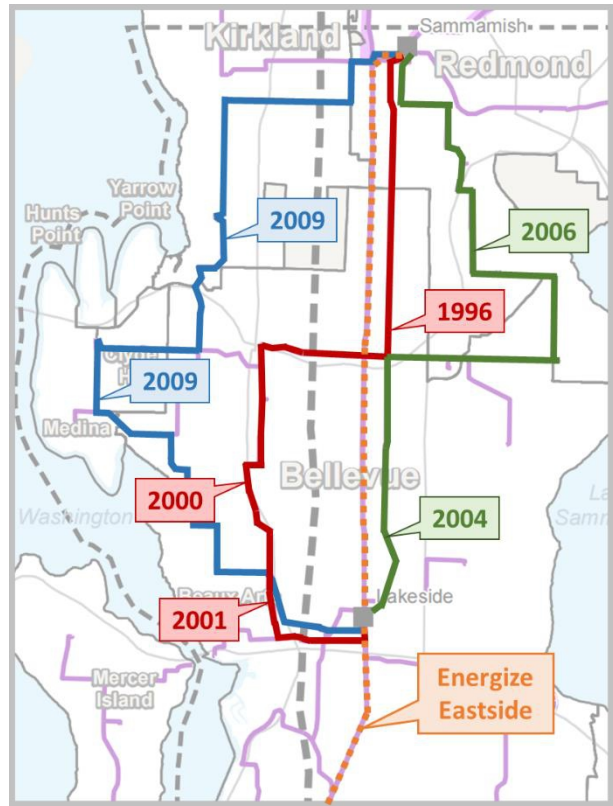 Sammamish
Kirkland
Redmond
Yarrow
Point
Hunts
Point
2009
2006
1996
2009
Medina
Bellevue
2000
2004
Washington
Lakeside
2001
Mercer
Island
Energize
Eastside